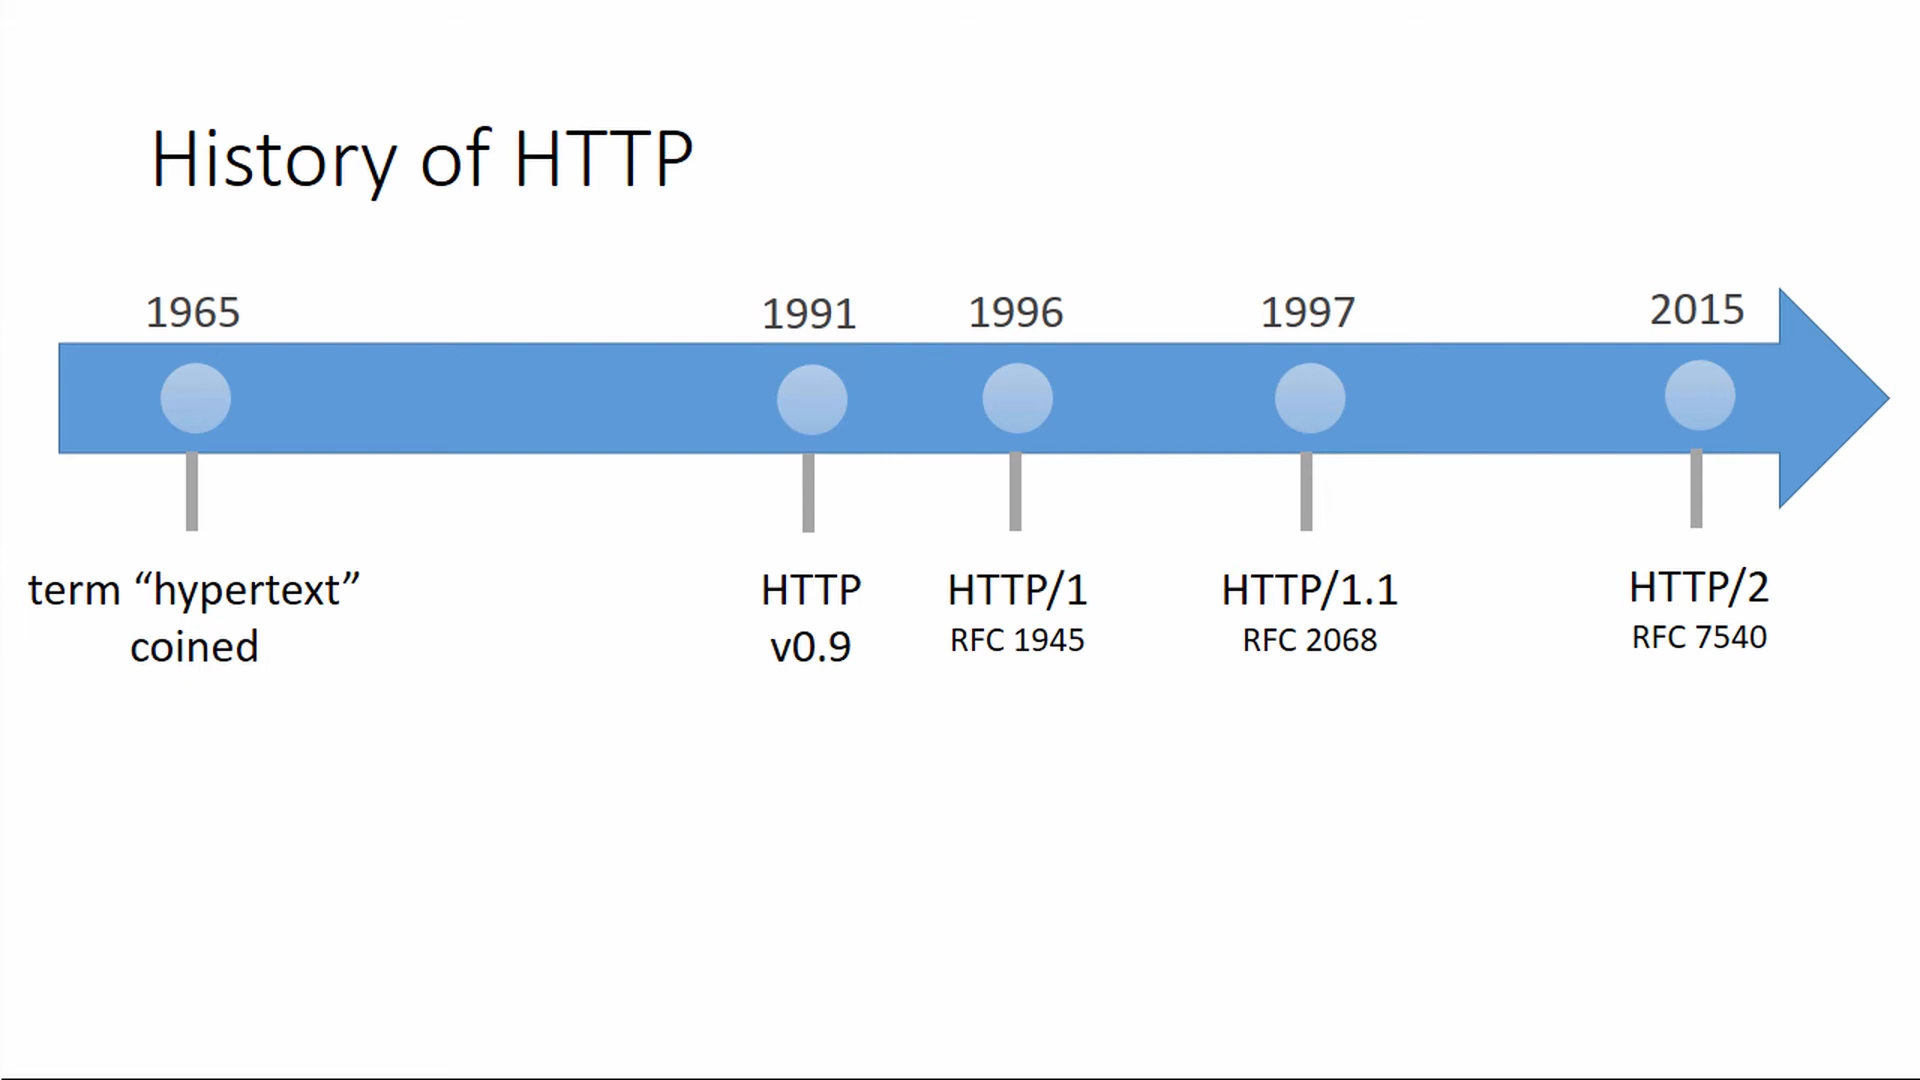 History of HTTP
1965
1991
1996
1997
2015
term “hypertext”
coined
HTTP
v0.9
HTTP/1
RFC 1945
HTTP/1.1
RFC 2068
HTTP/2
RFC 7540